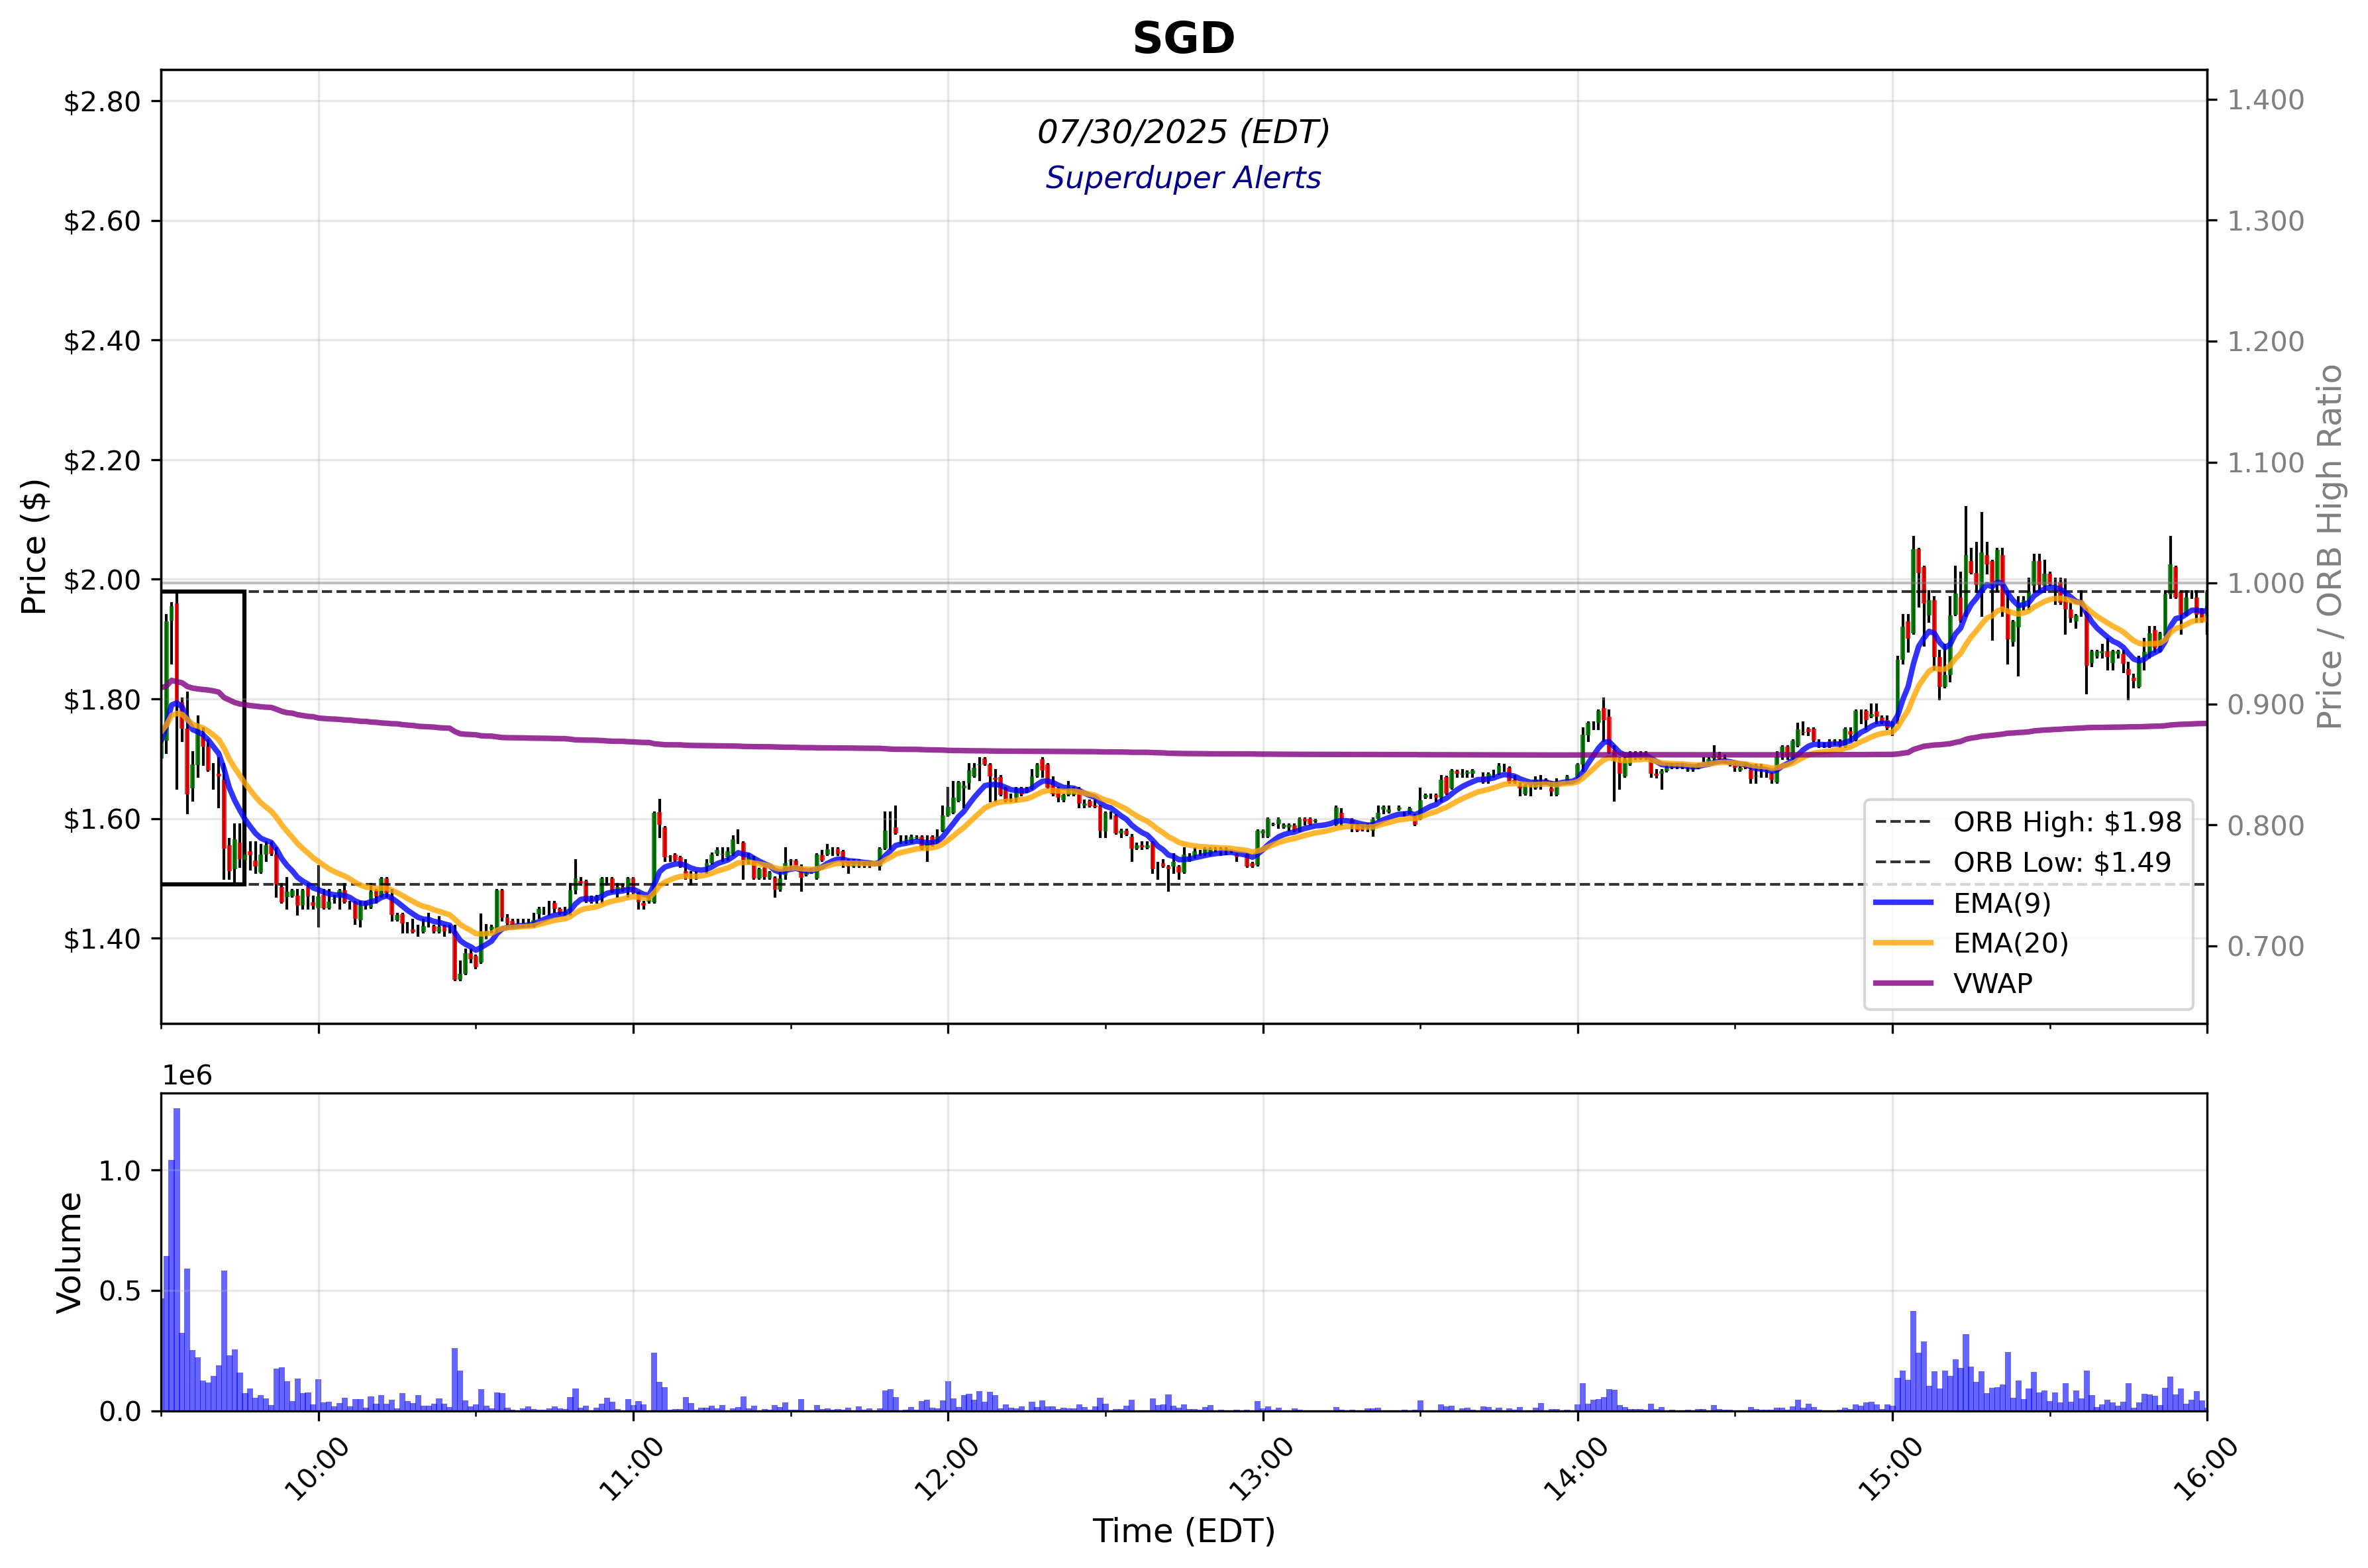 SGD
07/30/2025 (EDT)
Superduper Alerts
Price ($)
$2.80
$2.60
$2.40
$2.20
$2.00
$1.80
$1.60
$1.40
1.400
1.300
1.200
1.100
1.000
0.900
0.800
0.700
Price / ORB High Ratio
ORB High: $1.98
ORB Low: $1.49
EMA(9)
EMA(20)
VWAP
1e6
Volume
1.0
0.5
0.0
10:00
11:00
12:00
13:00
14:00
15:00
16:00
Time (EDT)